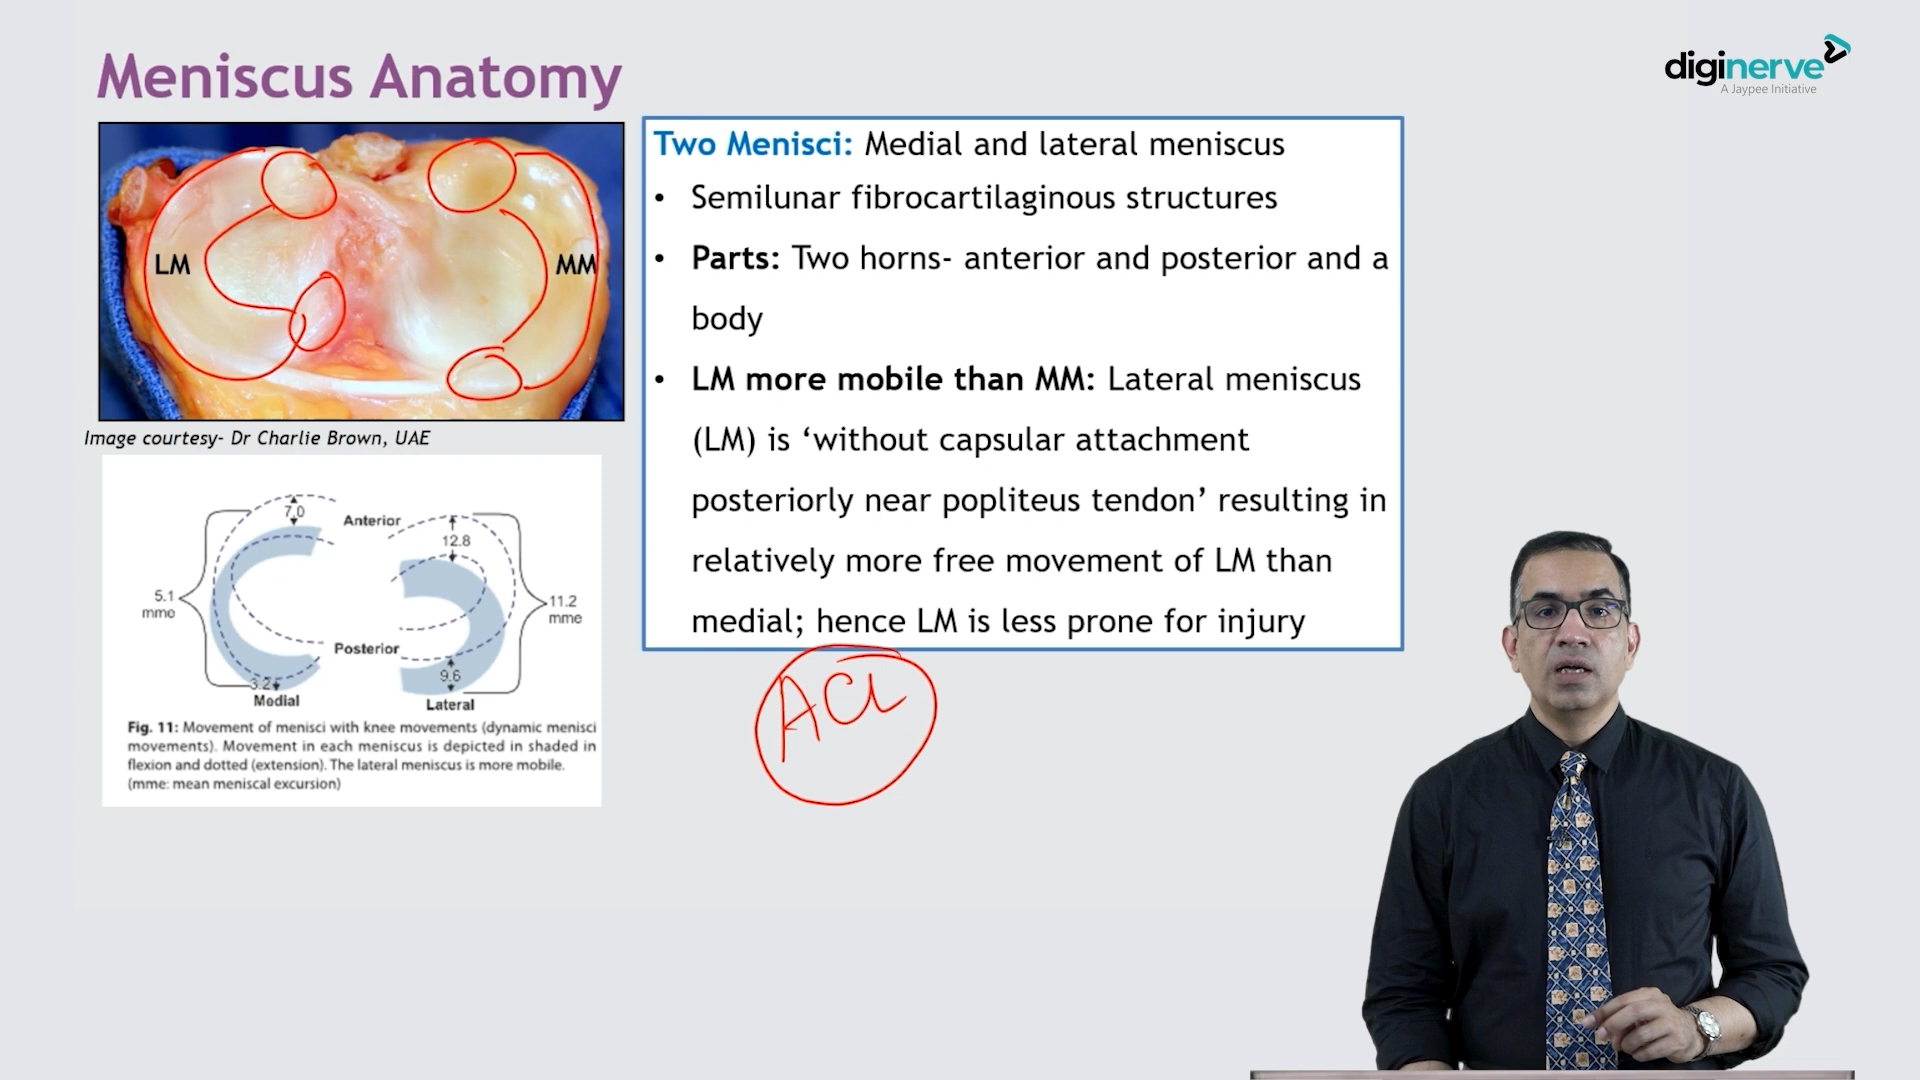 Meniscus Anatomy
diginerve
A Jaypee Initiative
LM
MM
Image courtesy- Dr Charlie Brown, UAE
7.0
Anterior
12.8
5.1
mme
11.2
mme
Posterior
3.2
9.6
Medial
Lateral
Fig. 11: Movement of menisci with knee movements (dynamic menisci
movements). Movement in each meniscus is depicted in shaded in
flexion and dotted (extension). The lateral meniscus is more mobile.
(mme: mean meniscal excursion)
Two Menisci: Medial and lateral meniscus
• Semilunar fibrocartilaginous structures
• Parts: Two horns- anterior and posterior and a
body
• LM more mobile than MM: Lateral meniscus
(LM) is ‘without capsular attachment
posteriorly near popliteus tendon’ resulting in
relatively more free movement of LM than
medial; hence LM is less prone for injury
ACL